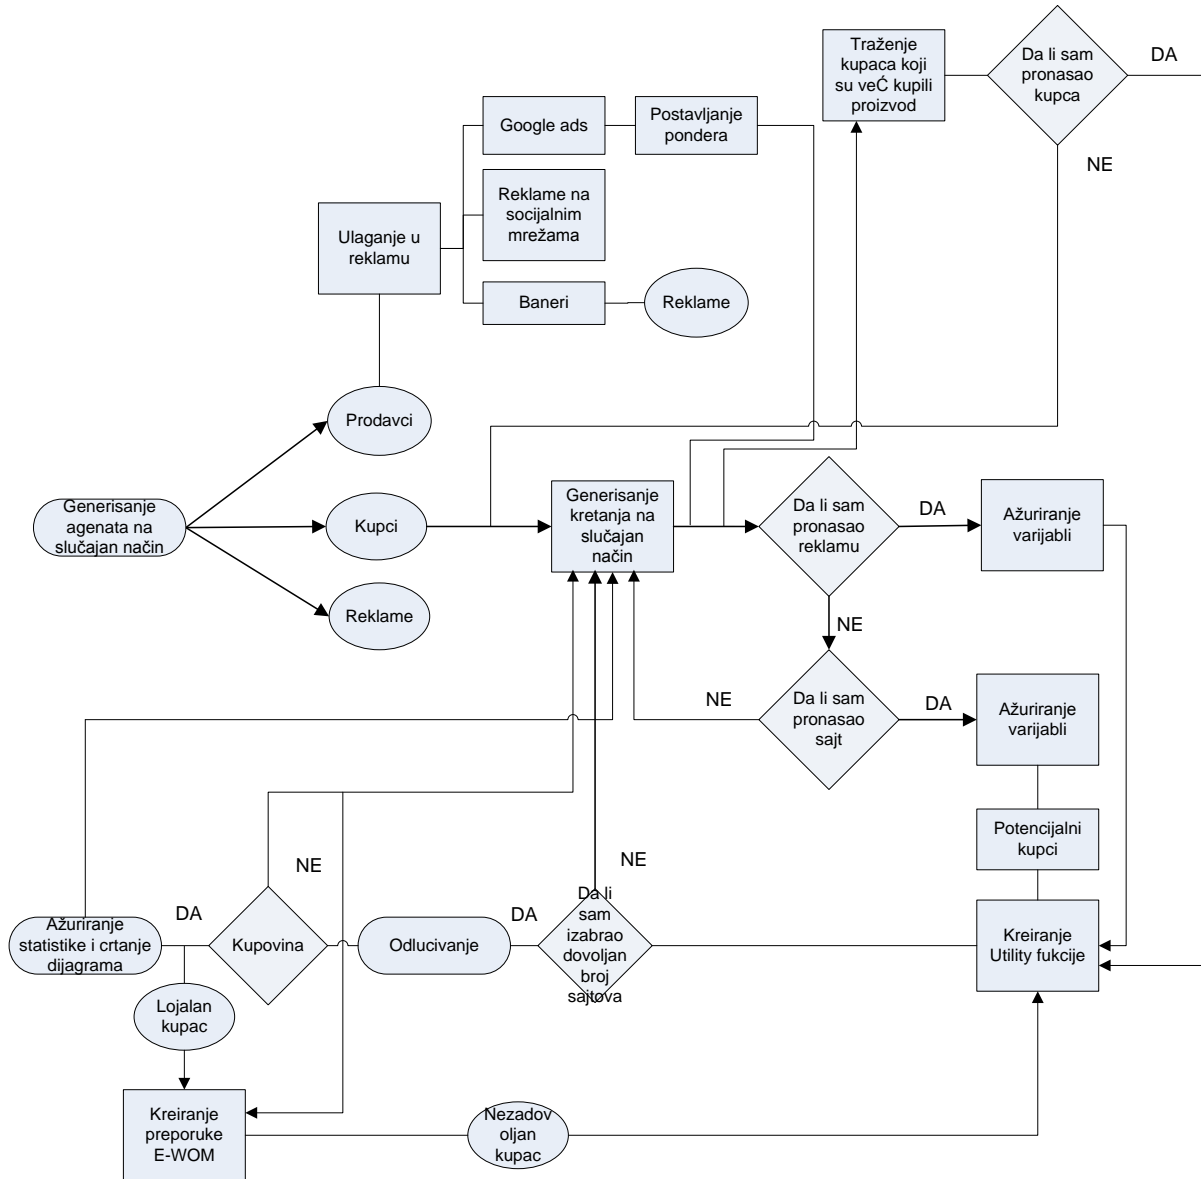 Traženje
kupaca koji
su veĆ kupili
proizvod
Da li sam
pronasao
kupca
DA
NE
Google ads
Postavljanje
pondera
Reklame na
socijalnim
mrežama
Ulaganje u
reklamu
Baneri
Reklame
Prodavci
Generisanje
agenata na
slučajan način
Kupci
Generisanje
kretanja na
slučajan
način
Da li sam
pronasao
reklamu
DA
Ažuriranje
varijabli
Reklame
NE
NE
Da li sam
pronasao
sajt
DA
Ažuriranje
varijabli
Potencijalni
kupci
NE
NE
Ažuriranje
statistike i crtanje
dijagrama
DA
Kupovina
Odlucivanje
DA
Da li
sam
izabrao
dovoljan
broj
sajtova
Kreiranje
Utility fukcije
Lojalan
kupac
Kreiranje
preporuke
E-WOM
Nezadov
oljan
kupac